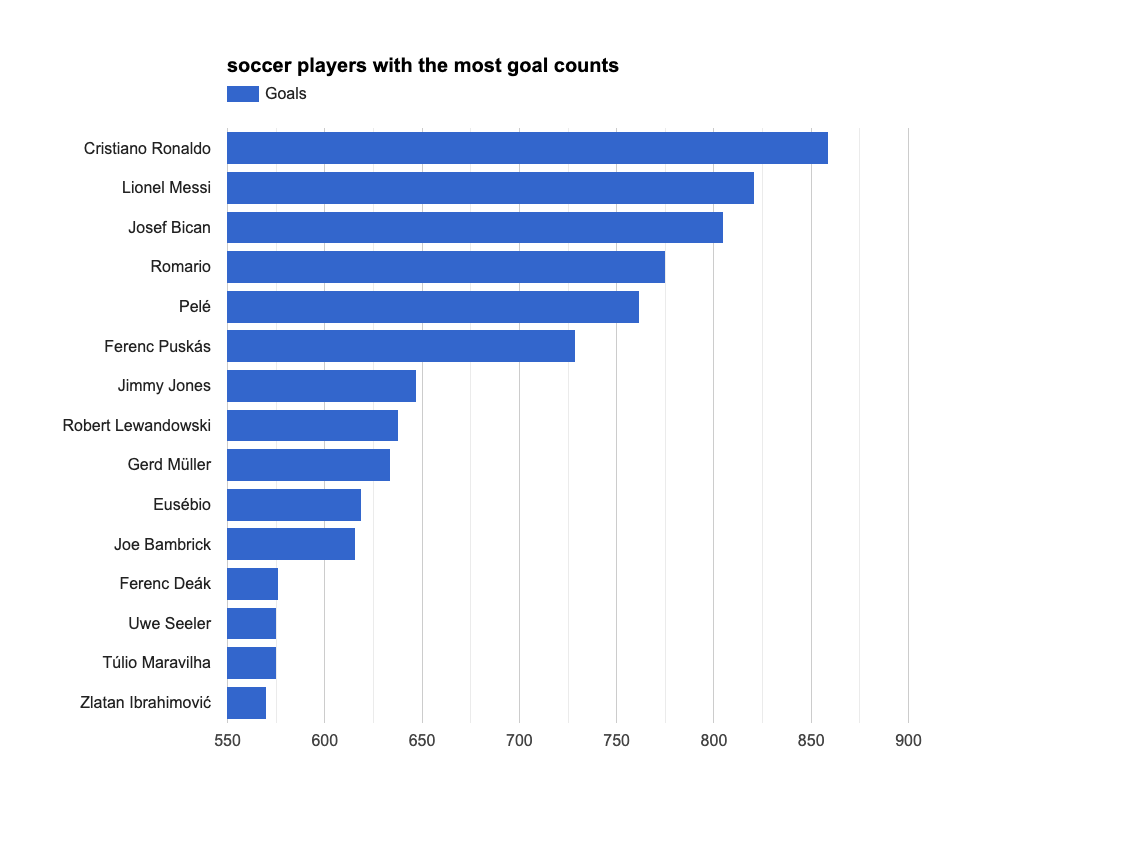 soccer players with the most goal counts
Goals
Cristiano Ronaldo
Lionel Messi
Josef Bican
Romario
Pelé
Ferenc Puskás
Jimmy Jones
Robert Lewandowski
Gerd Müller
Eusébio
Joe Bambrick
Ferenc Deák
Uwe Seeler
Túlio Maravilha
Zlatan Ibrahimović
550 600 650 700 750 800 850 900